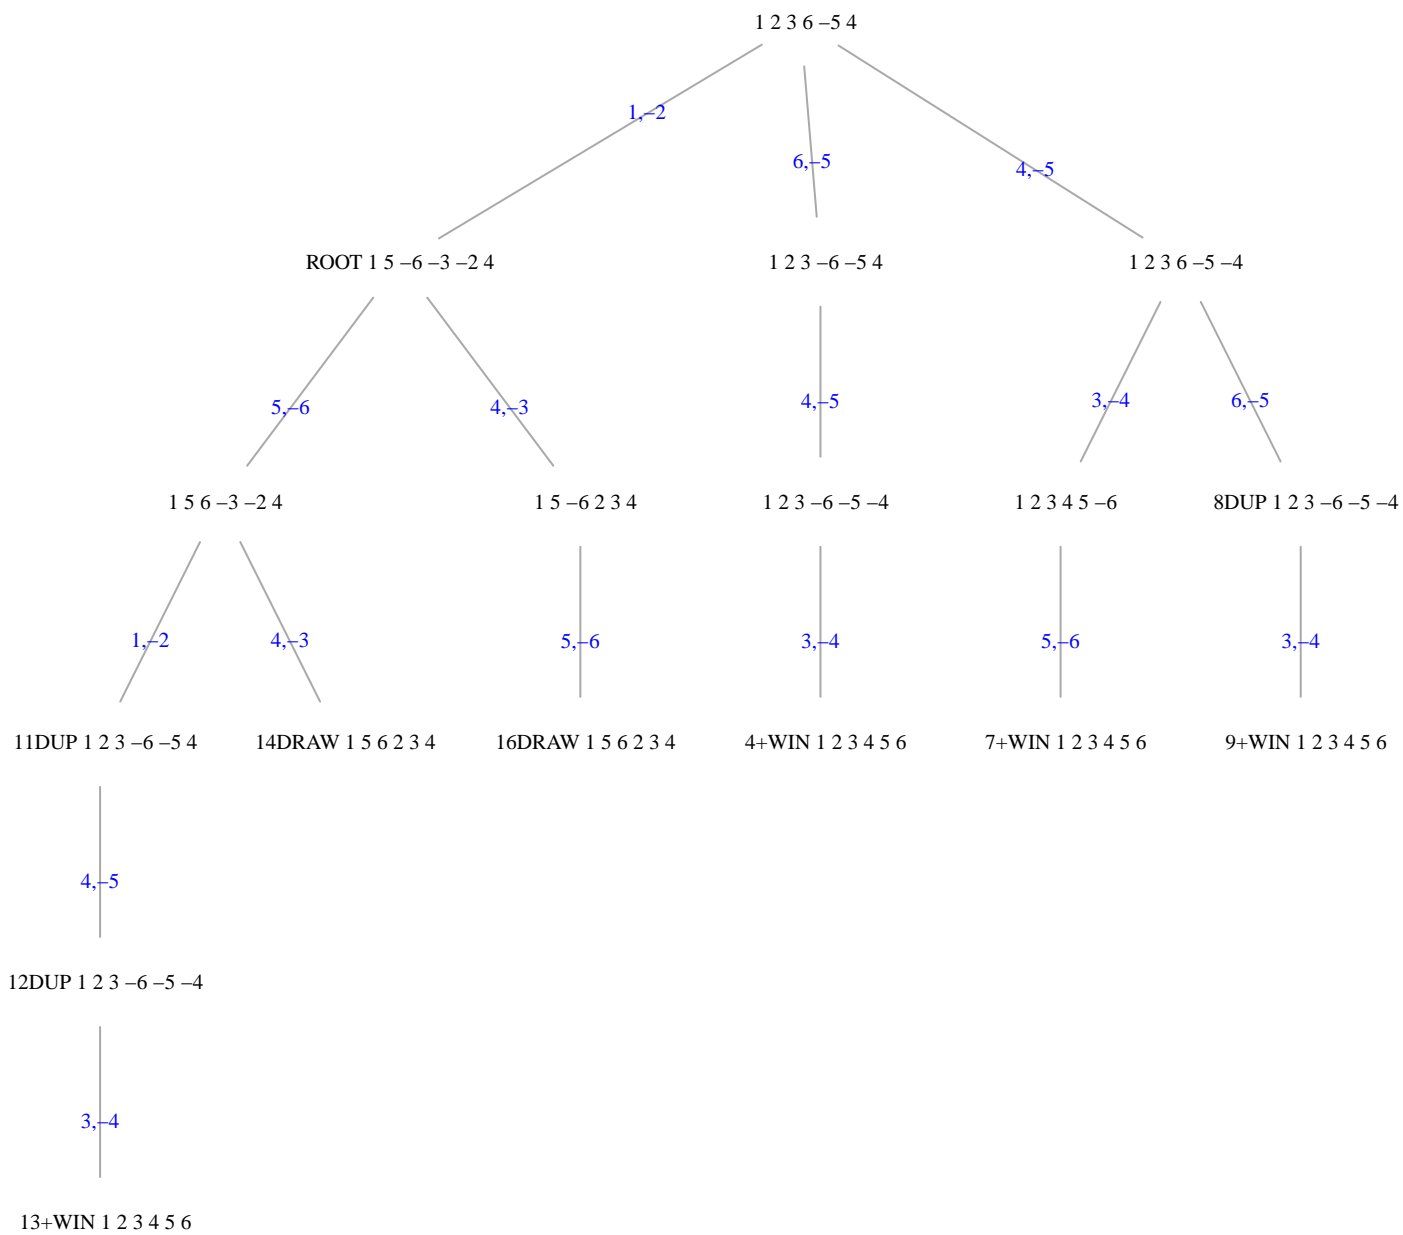 1 2 3 6 –5 4
1,–2
6,–5
4,–5
ROOT 1 5 –6 –3 –2 4
1 2 3 –6 –5 4
1 2 3 6 –5 –4
5,–6
4,–3
4,–5
3,–4
6,–5
1 5 6 –3 –2 4
1 5 –6 2 3 4
1 2 3 –6 –5 –4
1 2 3 4 5 –6
8DUP 1 2 3 –6 –5 –4
1,–2
4,–3
5,–6
3,–4
5,–6
3,–4
11DUP 1 2 3 –6 –5 4
14DRAW 1 5 6 2 3 4
16DRAW 1 5 6 2 3 4
4+WIN 1 2 3 4 5 6
7+WIN 1 2 3 4 5 6
9+WIN 1 2 3 4 5 6
4,–5
12DUP 1 2 3 –6 –5 –4
3,–4
13+WIN 1 2 3 4 5 6